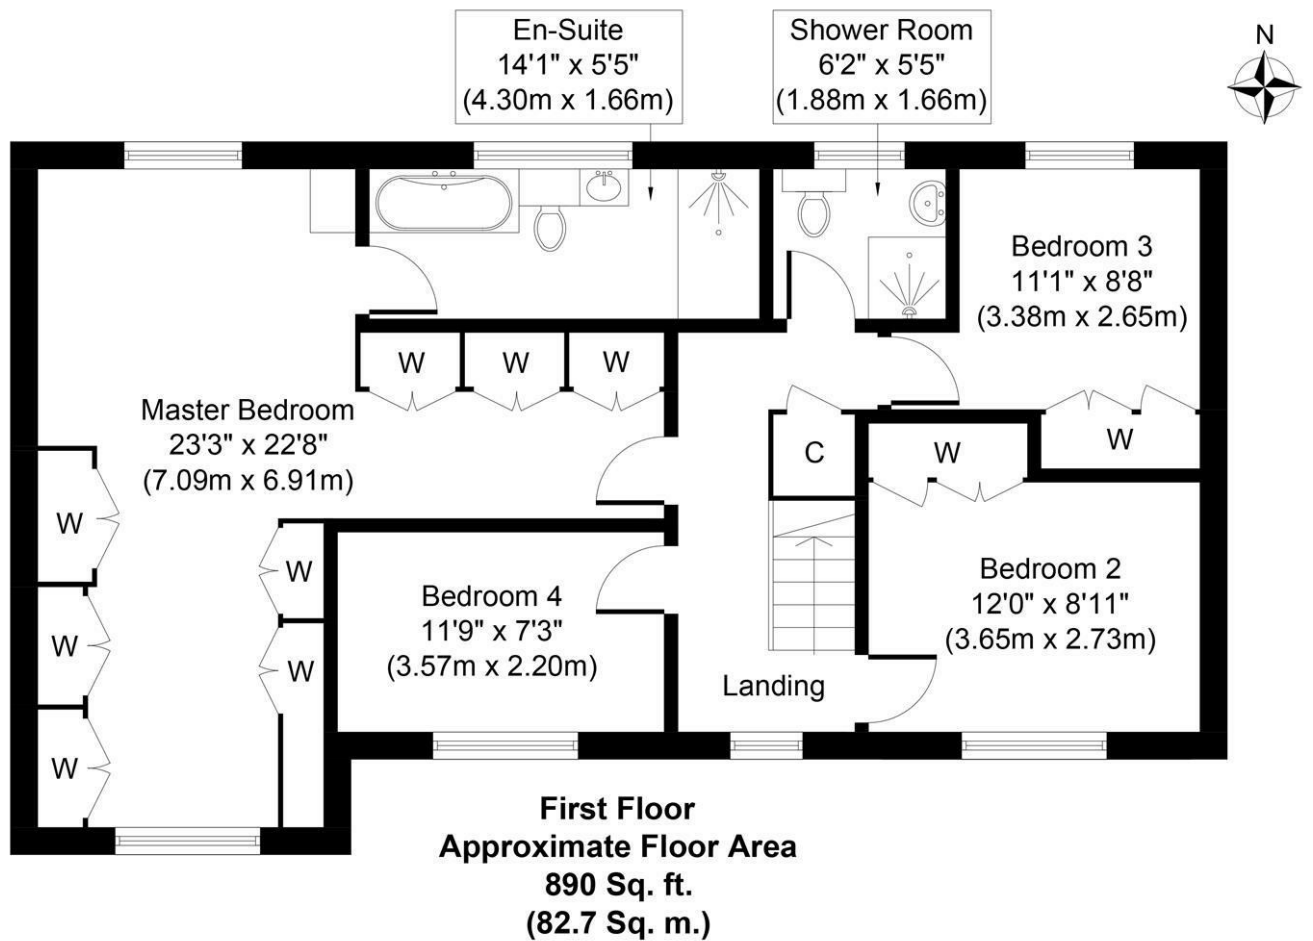 En-Suite
14'1" x 5'5"
(4.30m x 1.66m)
Shower Room
6'2" x 5'5"
(1.88m x 1.66m)
N
Bedroom 3
11'1" x 8'8"
(3.38m x 2.65m)
W
W
W
Master Bedroom
23'3" x 22'8"
(7.09m x 6.91m)
C
W
W
W
W
W
Bedroom 4
11'9" x 7'3"
(3.57m x 2.20m)
Bedroom 2
12'0" x 8'11"
(3.65m x 2.73m)
W
W
Landing
W
First Floor
Approximate Floor Area
890 Sq. ft.
(82.7 Sq. m.)